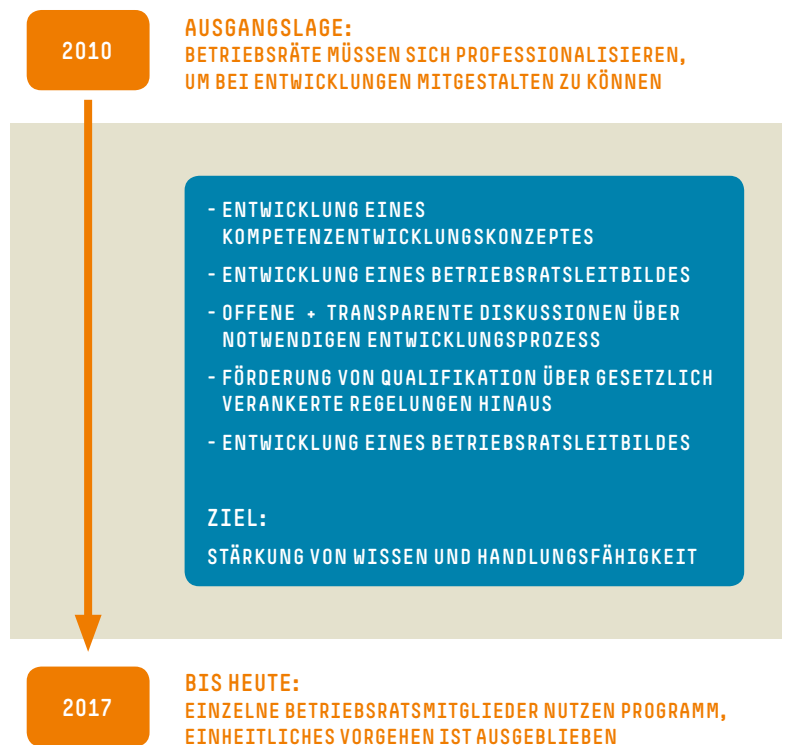 2010
AUSGANGSLAGE:
BETRIEBSRÄTE MÜSSEN SICH PROFESSIONALISIEREN,
UM BEI ENTWICKLUNGEN MITGESTALTEN ZU KÖNNEN
- ENTWICKLUNG EINES
KOMPETENZENTWICKLUNGSKONZEPTES
- ENTWICKLUNG EINES BETRIEBSRATSLEITBILDES
- OFFENE + TRANSPARENTE DISKUSSIONEN ÜBER
NOTWENDIGEN ENTWICKLUNGSPROZESS
- FÖRDERUNG VON QUALIFIKATION ÜBER GESETZLICH
VERANKERTE REGELUNGEN HINAUS
- ENTWICKLUNG EINES BETRIEBSRATSLEITBILDES
ZIEL:
STÄRKUNG VON WISSEN UND HANDLUNGSFÄHIGKEIT
2017
BIS HEUTE:
EINZELNE BETRIEBSRATSMITGLIEDER NUTZEN PROGRAMM,
EINHEITLICHES VORGEHEN IST AUSGEBLIEBEN